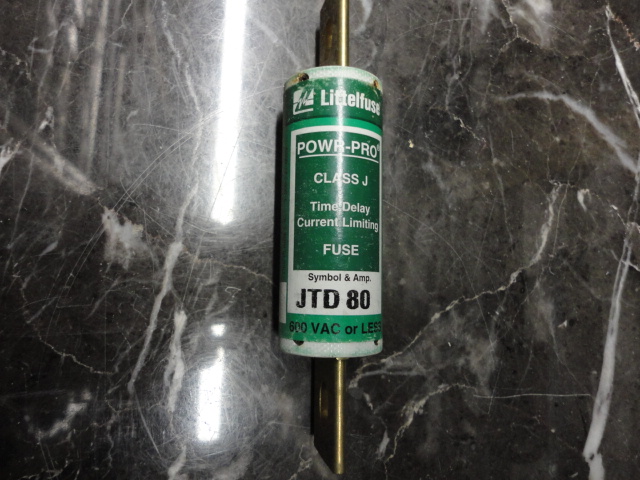 Littelfuse
POWR-PRO®
CLASS J
Time Delay
Current Limiting
FUSE
Symbol & Amp.
JTD 80
600 VAC or LESS